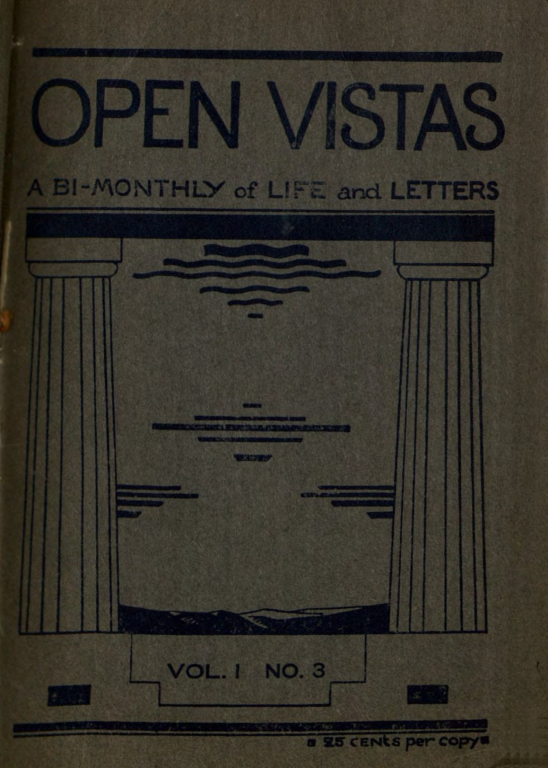 OPEN VISTAS
A BI-MONTHLY of LIFE and LETTERS
VOL. I NO. 3
25 CENts per copy